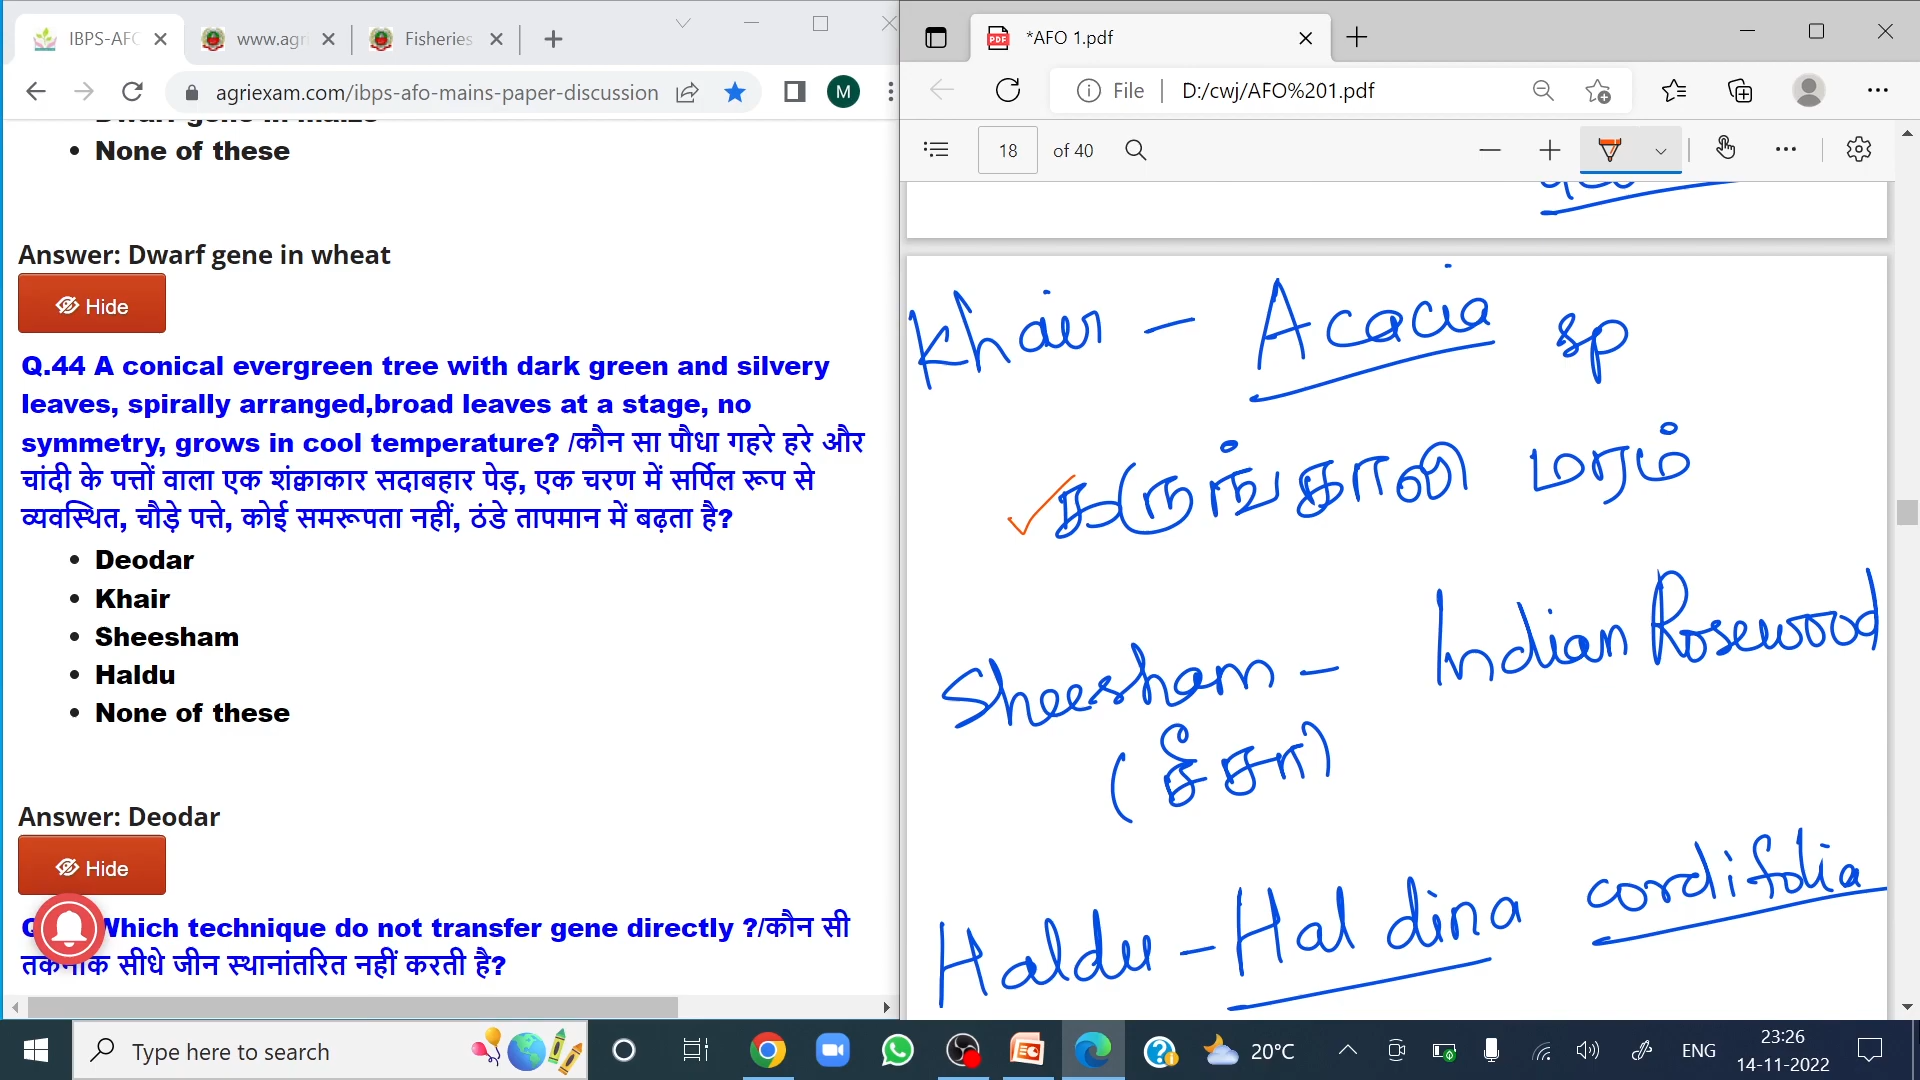 IBPS-AFC
www.agri
Fisheries
agriexam.com/ibps-afo-mains-paper-discussion
M
None of these
Answer: Dwarf gene in wheat
Hide
Q.44 A conical evergreen tree with dark green and silvery
leaves, spirally arranged,broad leaves at a stage, no
symmetry, grows in cool temperature? /कौन सा पौधा गहरे हरे और
चांदी के पत्तों वाला एक शंक्वाकार सदाबहार पेड़, एक चरण में सर्पिल रूप से
व्यवस्थित, चौड़े पत्ते, कोई समरूपता नहीं, ठंडे तापमान में बढ़ता है?
Deodar
Khair
Sheesham
Haldu
None of these
Answer: Deodar
Hide
Which technique do not transfer gene directly ?/कौन सी
तकनीक सीधे जीन स्थानांतरित नहीं करती है?
*AFO 1.pdf
File D:/cwj/AFO%201.pdf
18 of 40
Khair - Acacia sp
கருங்காலி மரம்
Sheesham - Indian Rosewood
(சீசா)
Haldu - Haldina cordifolia
Type here to search
20°C
ENG
23:26
14-11-2022